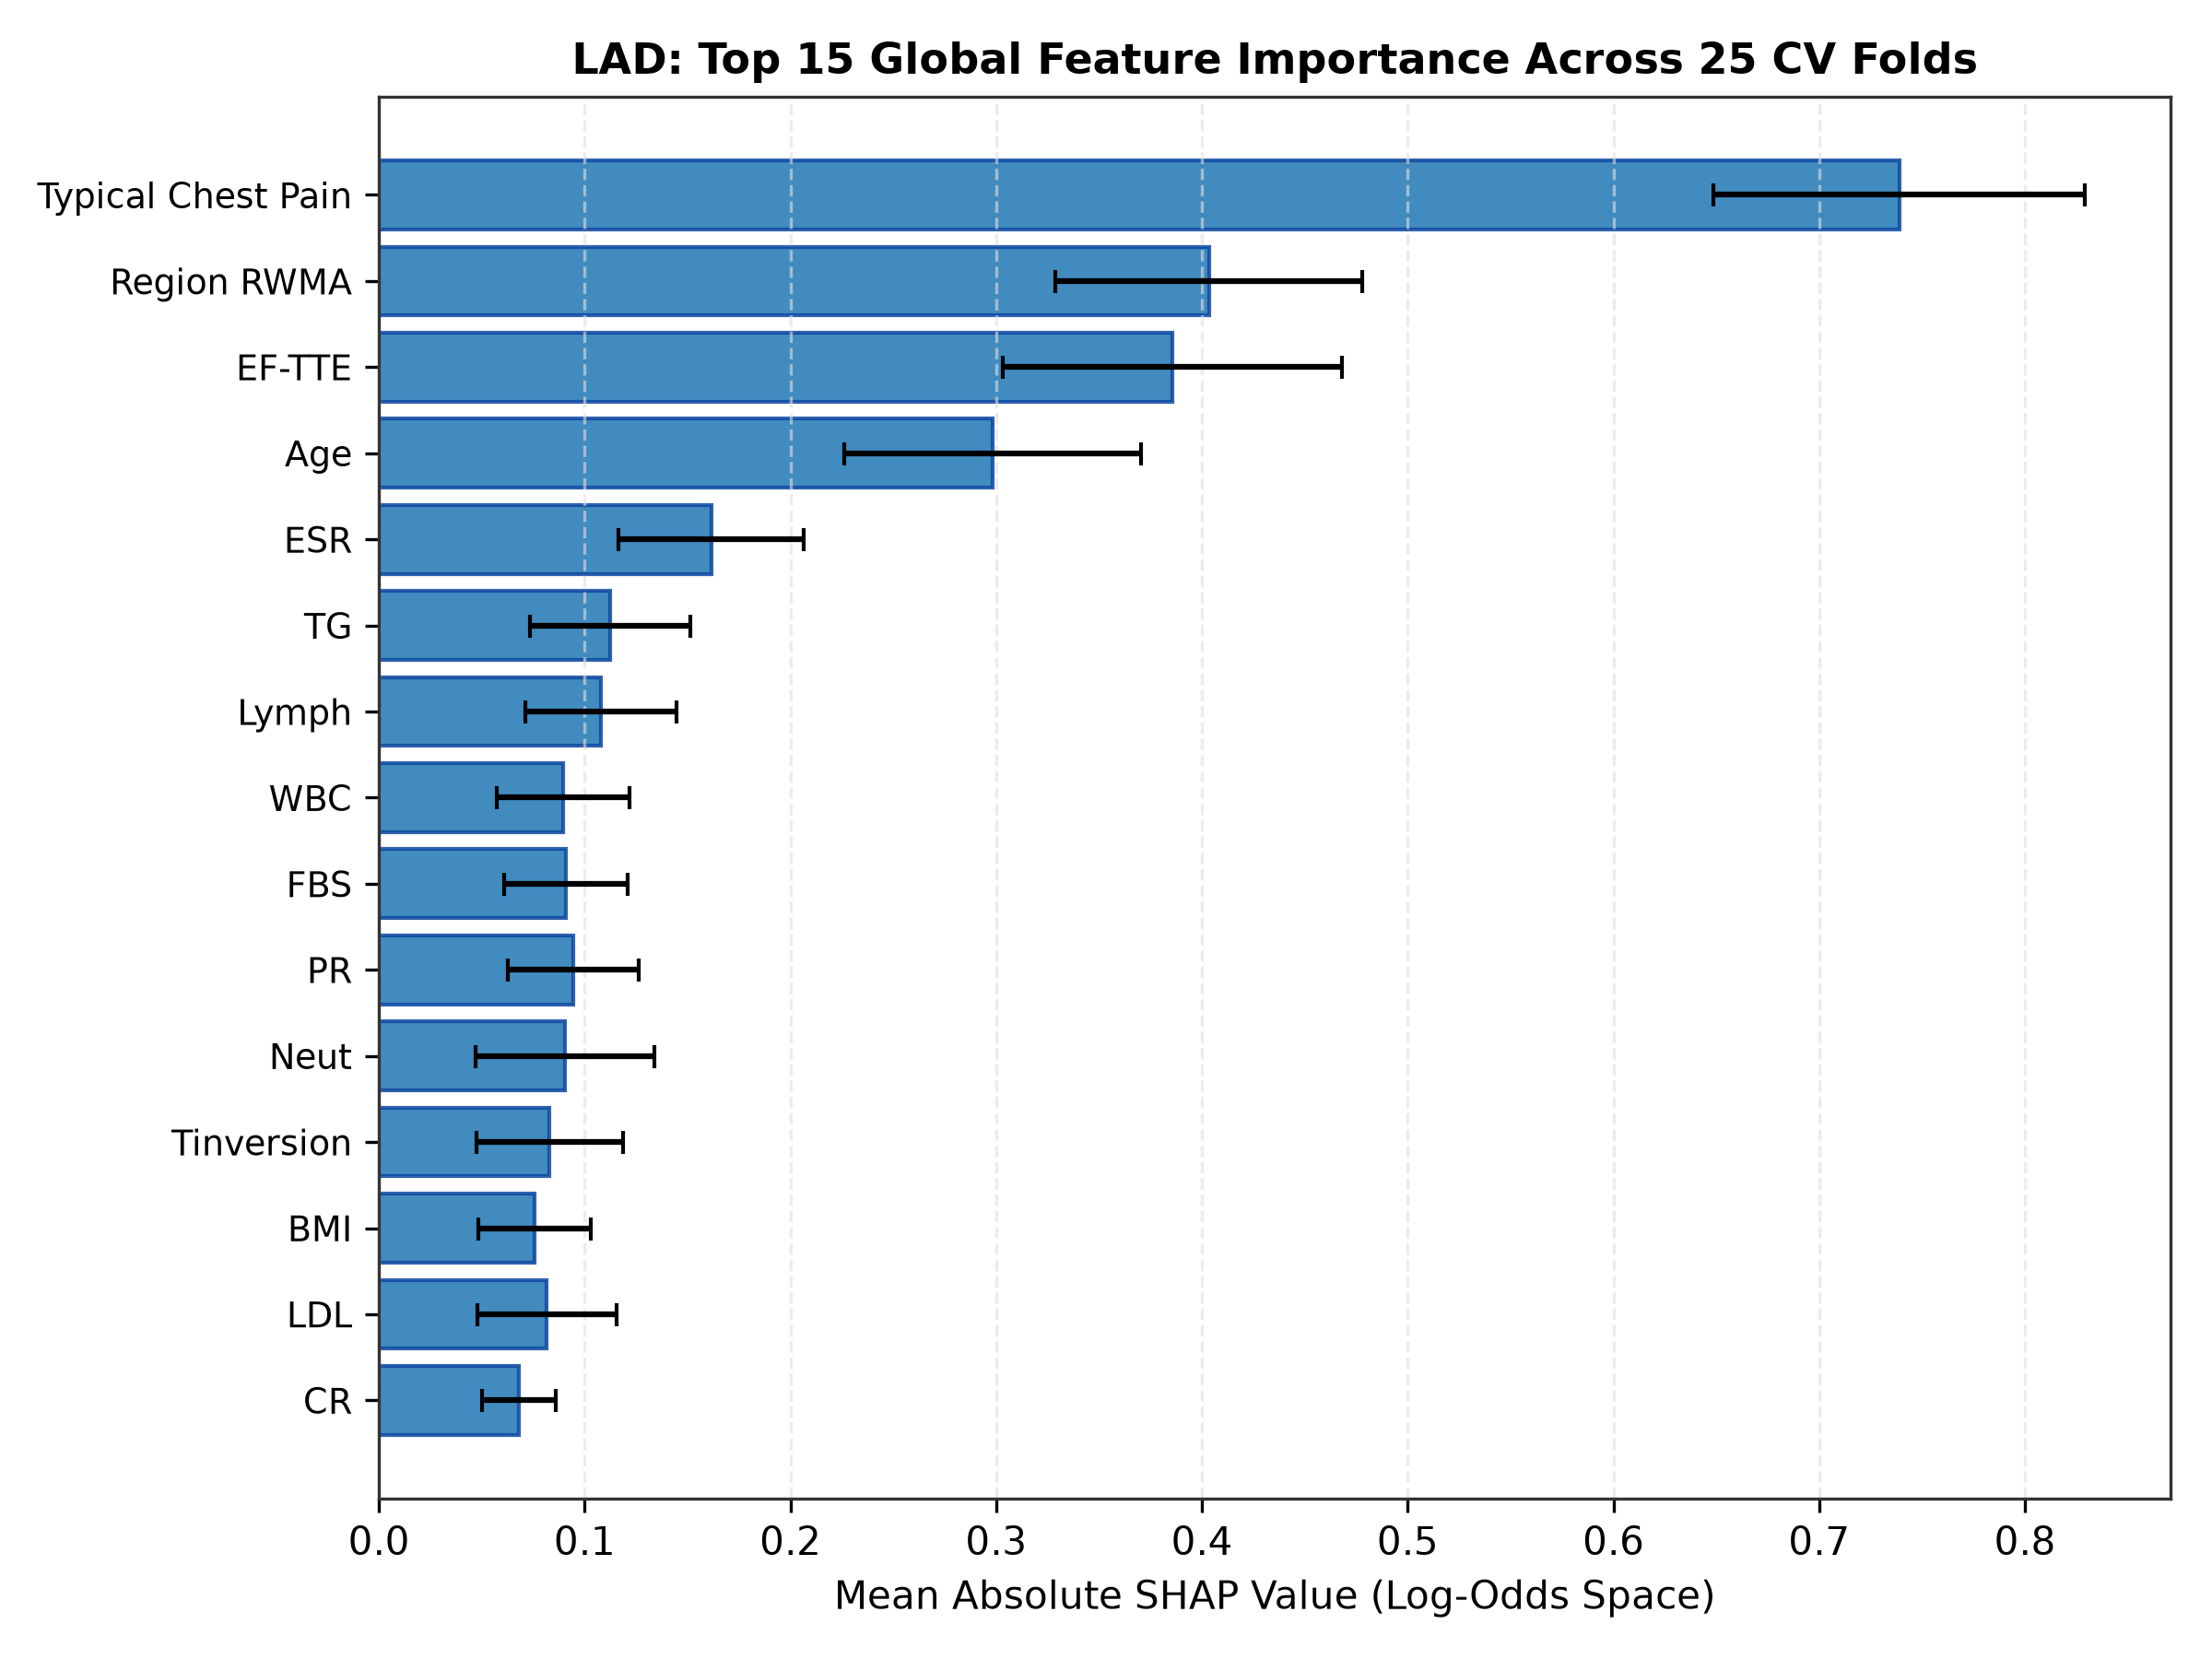 LAD: Top 15 Global Feature Importance Across 25 CV Folds
Typical Chest Pain
Region RWMA
EF-TTE
Age
ESR
TG
Lymph
WBC
FBS
PR
Neut
Tinversion
BMI
LDL
CR
0.0 0.1 0.2 0.3 0.4 0.5 0.6 0.7 0.8
Mean Absolute SHAP Value (Log-Odds Space)